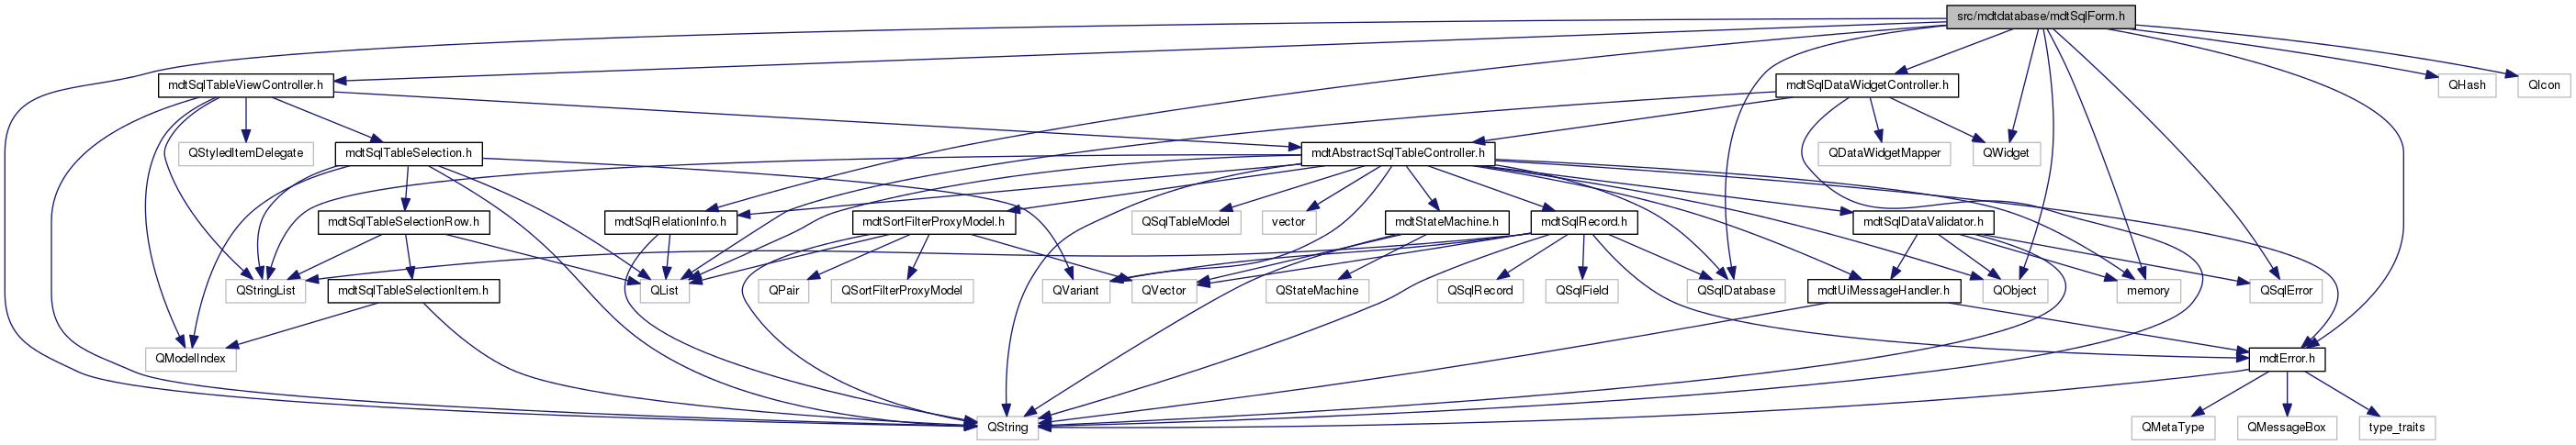 src/mdtdatabase/mdtSqlForm.h
mdtSqlTableViewController.h
mdtSqlDataWidgetController.h
QHash
QIcon
QStyledItemDelegate
mdtSqlTableSelection.h
mdtAbstractSqlTableController.h
QDataWidgetMapper
QWidget
mdtSqlTableSelectionRow.h
mdtSqlRelationInfo.h
mdtSortFilterProxyModel.h
QSqlTableModel
vector
mdtStateMachine.h
mdtSqlRecord.h
mdtSqlDataValidator.h
QStringList
mdtSqlTableSelectionItem.h
QList
QPair
QSortFilterProxyModel
QVariant
QVector
QStateMachine
QSqlRecord
QSqlField
QSqlDatabase
mdtUiMessageHandler.h
QObject
memory
QSqlError
QModelIndex
mdtError.h
QString
QMetaType
QMessageBox
type_traits